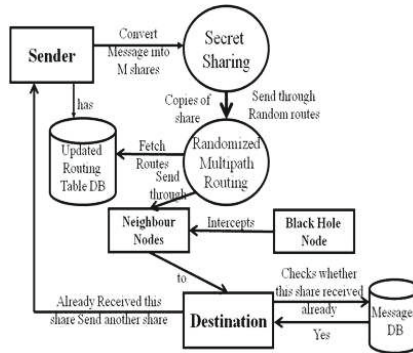 Sender
Convert
Message into
M shares
Secret
Sharing
has
Copies of
share
Send through
Random routes
Updated
Routing
Table DB
Fetch
Routes
Randomized
Multipath
Routing
Send
through
Neighbour
Nodes
Intercepts
Black Hole
Node
to
Checks whether
this share received
already
Already Received this
share Send another share
Destination
Yes
Message
DB